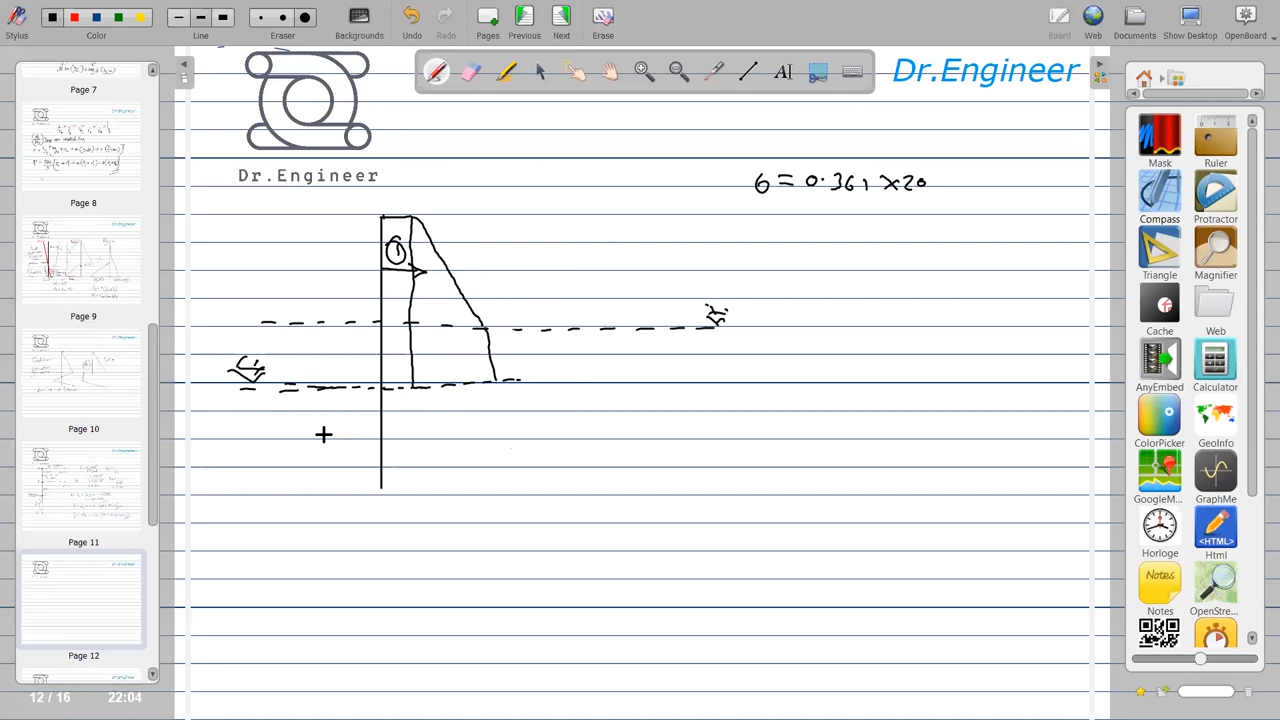 Stylus
Color
Line
Eraser
Backgrounds
Undo
Redo
Pages
Previous
Next
Erase
Board
Web
Documents
Show Desktop
OpenBoard
Page 7
Page 8
Page 9
Page 10
Page 11
Page 12
12 / 16
22:04
Dr.Engineer
Dr.Engineer
6 = 0.361 x 20
1
Mask
Ruler
Compass
Protractor
Triangle
Magnifier
Cache
Web
AnyEmbed
Calculator
ColorPicker
GeoInfo
GoogleM...
GraphMe
Horloge
<HTML>
Html
Notes
Notes
OpenStre...